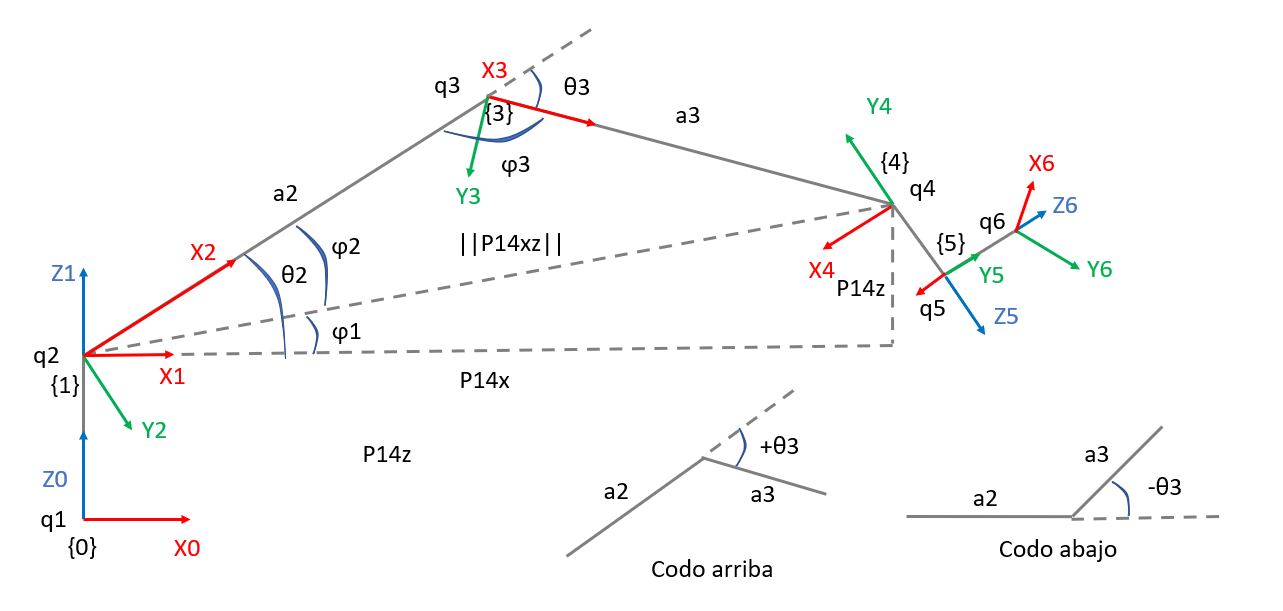 X3
q3
θ3
{3}
a3
Y4
φ3
{4}
q4
X6
a2
Y3
Z6
X2
φ2
||P14xz||
q6
{5}
Z1
θ2
X4
Y5
Y6
P14z
q5
Z5
φ1
q2
X1
{1}
P14x
Y2
P14z
+θ3
a3
Z0
a2
a3
a2
-θ3
q1
{0}
X0
Codo arriba
Codo abajo